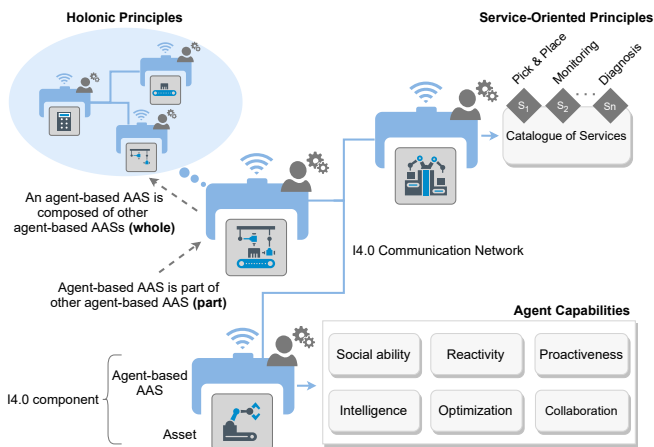 Holonic Principles
Service-Oriented Principles
Pick & Place
Monitoring
Diagnosis
...
S1
S2
Sn
Catalogue of Services
An agent-based AAS is
composed of other
agent-based AASs (whole)
Agent-based AAS is part of
other agent-based AAS (part)
I4.0 Communication Network
Agent Capabilities
Social ability
Reactivity
Proactiveness
Intelligence
Optimization
Collaboration
I4.0 component
Agent-based
AAS
Asset